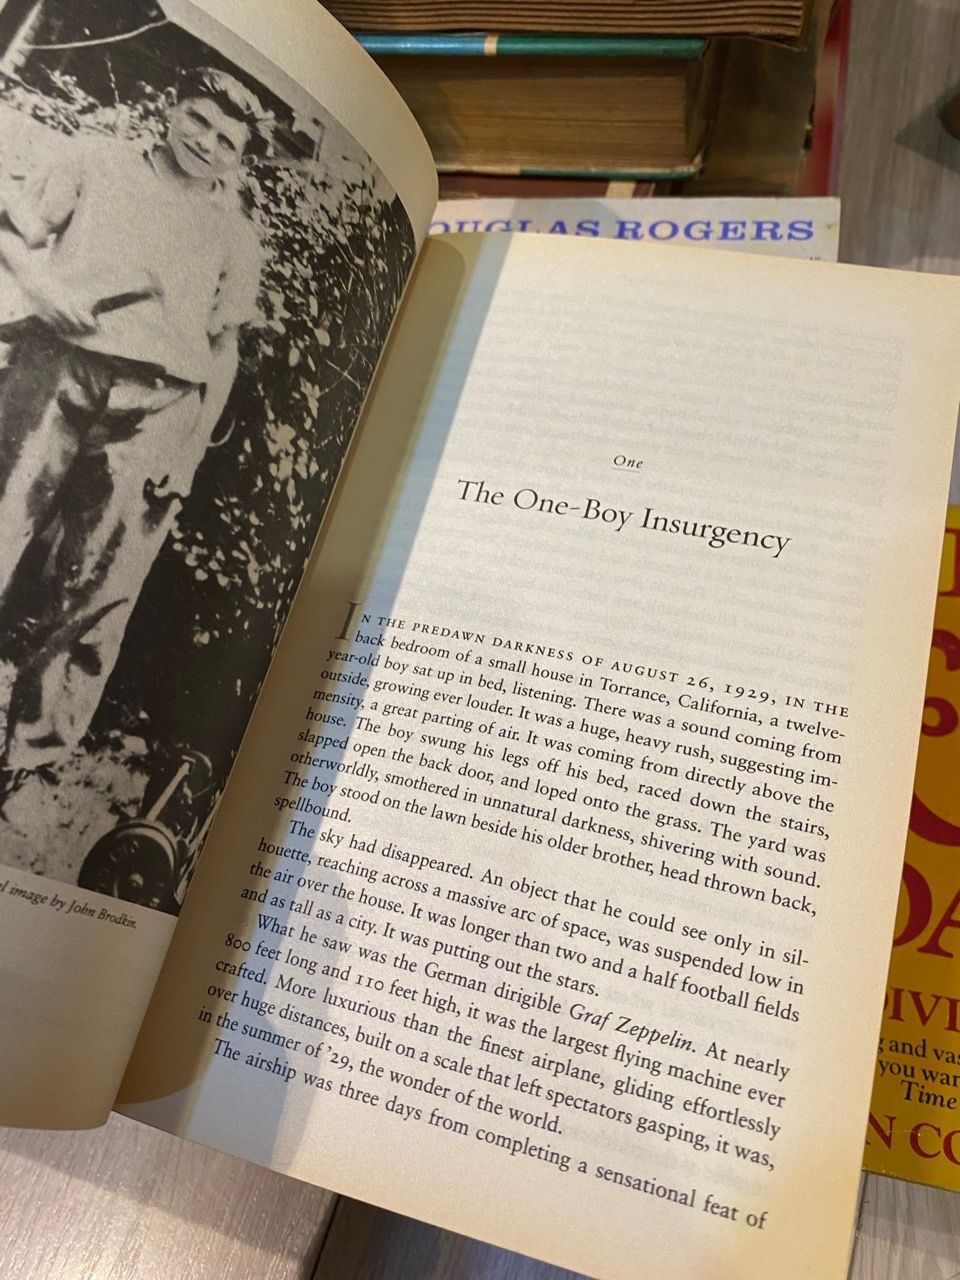 OUGLAS ROGERS
l image by John Brodkin.
One
The One-Boy Insurgency
IN THE PREDAWN DARKNESS OF AUGUST 26, 1929, IN THE
back bedroom of a small house in Torrance, California, a twelve-
year-old boy sat up in bed, listening. There was a sound coming from
outside, growing ever louder. It was a huge, heavy rush, suggesting im-
mensity, a great parting of air. It was coming from directly above the
house. The boy swung his legs off his bed, raced down the stairs,
slapped open the back door, and loped onto the grass. The yard was
otherworldly, smothered in unnatural darkness, shivering with sound.
The boy stood on the lawn beside his older brother, head thrown back,
spellbound.
The sky had disappeared. An object that he could see only in sil-
houette, reaching across a massive arc of space, was suspended low in
the air over the house. It was longer than two and a half football fields
and as tall as a city. It was putting out the stars.
What he saw was the German dirigible Graf Zeppelin. At nearly
800 feet long and 110 feet high, it was the largest flying machine ever
crafted. More luxurious than the finest airplane, gliding effortlessly
over huge distances, built on a scale that left spectators gasping, it was,
in the summer of '29, the wonder of the world.
The airship was three days from completing a sensational feat of
DIVI
and vas
you wan
Time
N CO